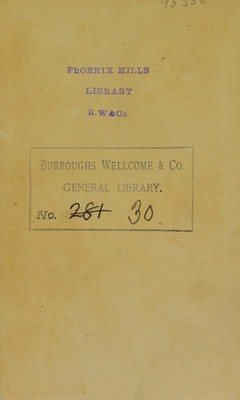 PhOENIX MILLS
LIBRARY
B.W&Co
BURROUGHS WELLCOME & Co.
GENERAL LIBRARY.
No. 281 30